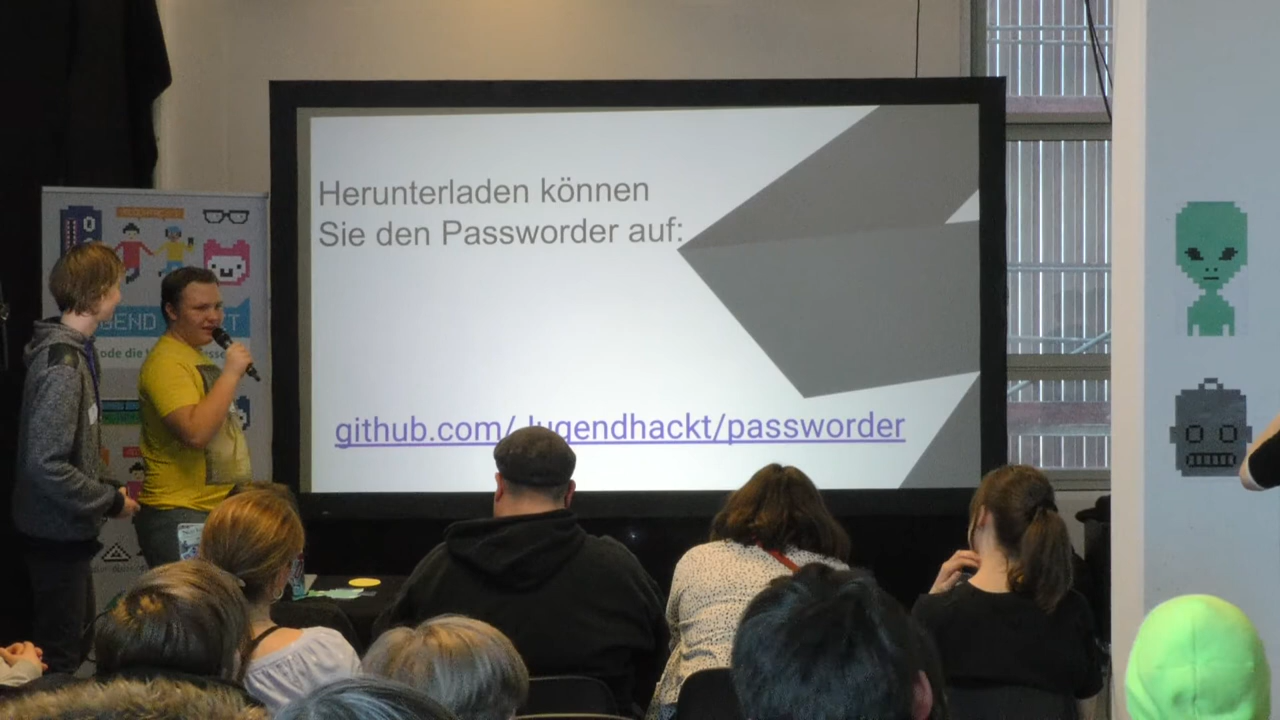 Herunterladen können
Sie den Passworder auf:
github.com/Jugendhackt/passworder